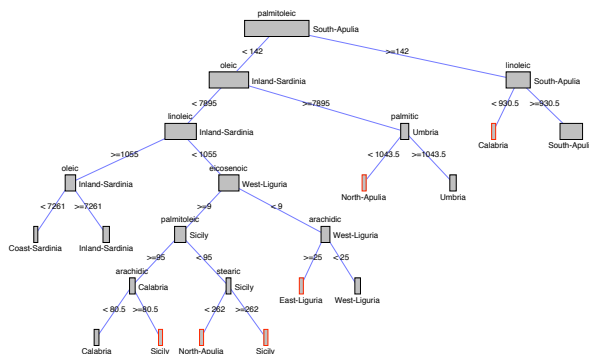 palmitoleic
South-Apulia
< 142
>=142
oleic
Inland-Sardinia
linoleic
South-Apulia
< 7895
>=7895
< 930.5
>=930.5
linoleic
Inland-Sardinia
palmitic
Umbria
Calabria
South-Apuli
>=1055
< 1055
< 1043.5
>=1043.5
oleic
Inland-Sardinia
eicosenoic
West-Liguria
North-Apulia
Umbria
< 7261
>=7261
>=9
< 9
Coast-Sardinia
Inland-Sardinia
palmitoleic
Sicily
arachidic
West-Liguria
>=95
< 95
>=25
< 25
arachidic
Calabria
stearic
Sicily
East-Liguria
West-Liguria
< 80.5
>=80.5
< 262
>=262
Calabria
Sicily
North-Apulia
Sicily